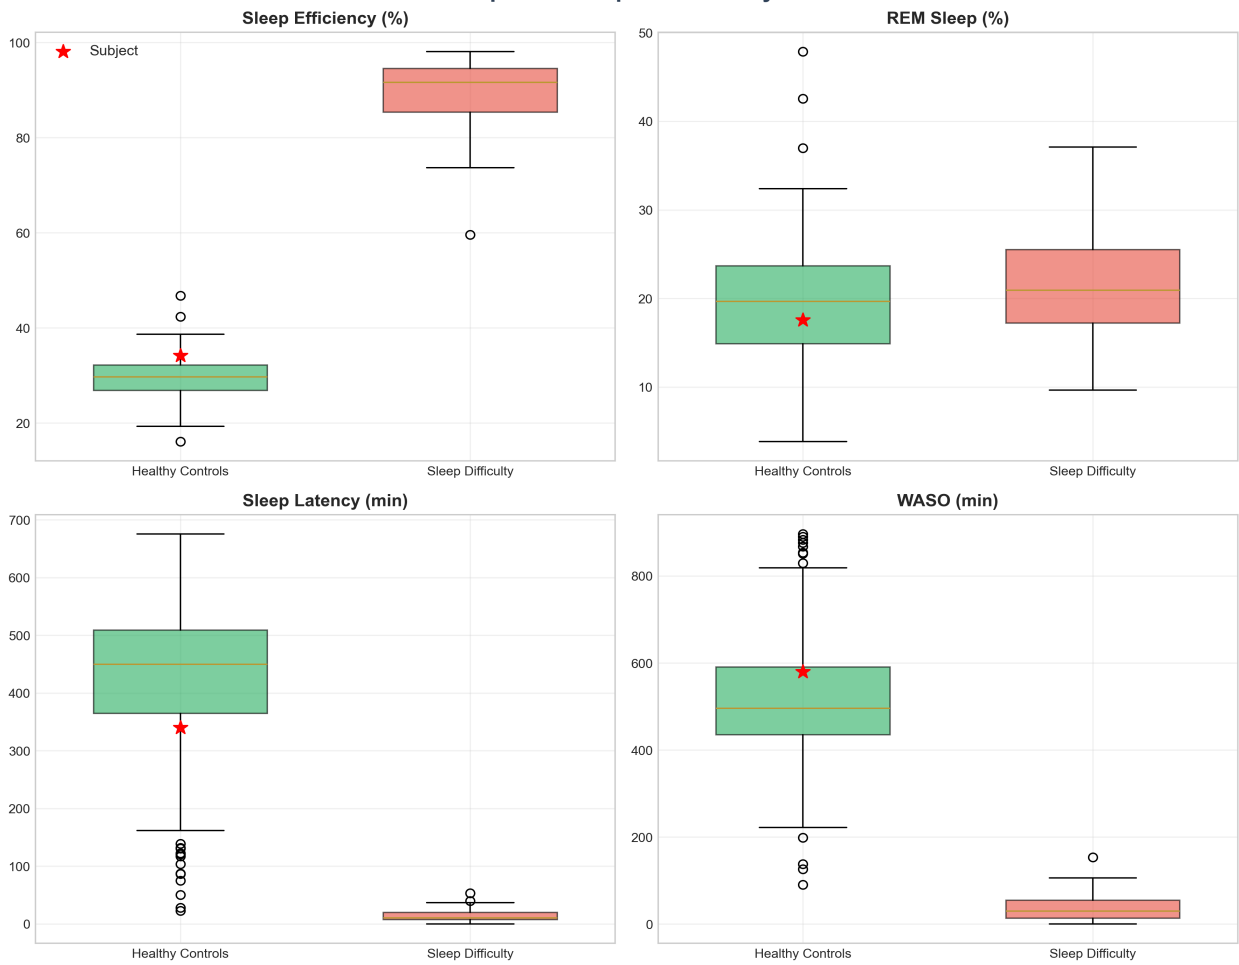 Sleep Efficiency (%)
100
80
60
40
20
Subject
Healthy Controls
Sleep Difficulty
REM Sleep (%)
50
40
30
20
10
Healthy Controls
Sleep Difficulty
Sleep Latency (min)
700
600
500
400
300
200
100
0
Healthy Controls
Sleep Difficulty
WASO (min)
800
600
400
200
0
Healthy Controls
Sleep Difficulty